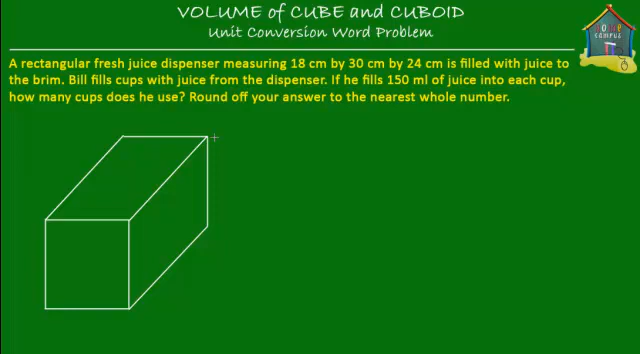 VOLUME of CUBE and CUBOID
Unit Conversion Word Problem
HOME
CAMPUS
A rectangular fresh juice dispenser measuring 18 cm by 30 cm by 24 cm is filled with juice to
the brim. Bill fills cups with juice from the dispenser. If he fills 150 ml of juice into each cup,
how many cups does he use? Round off your answer to the nearest whole number.